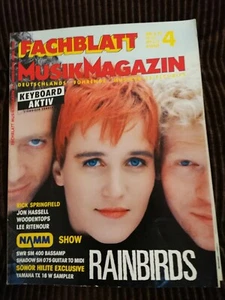 FACHBLATT
4
MUSIKMAGAZIN
KEYBOARD
AKTIV
RICK SPRINGFIELD
JON HASSELL
WOODENTOPS
LEE RITENOUR
NAMM SHOW
SWR SM 400 BASSAMP
SHADOW SH 075 GUITAR TO MIDI
SONOR HILITE EXCLUSIVE
YAMAHA TX 16 W SAMPLER
RAINBIRDS